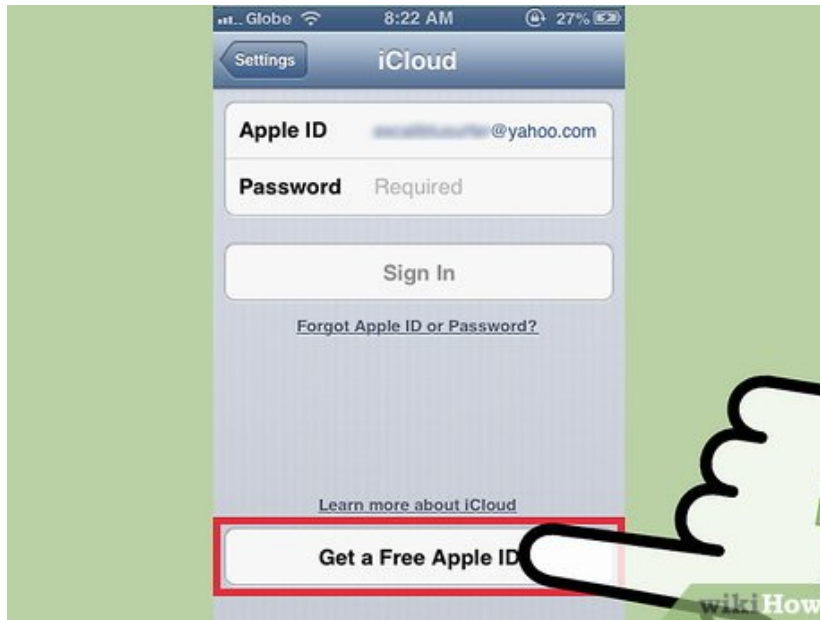 Globe 8:22 AM 27%
Settings iCloud
Apple ID @yahoo.com
Password Required
Sign In
Forgot Apple ID or Password?
Learn more about iCloud
Get a Free Apple ID
wikiHow